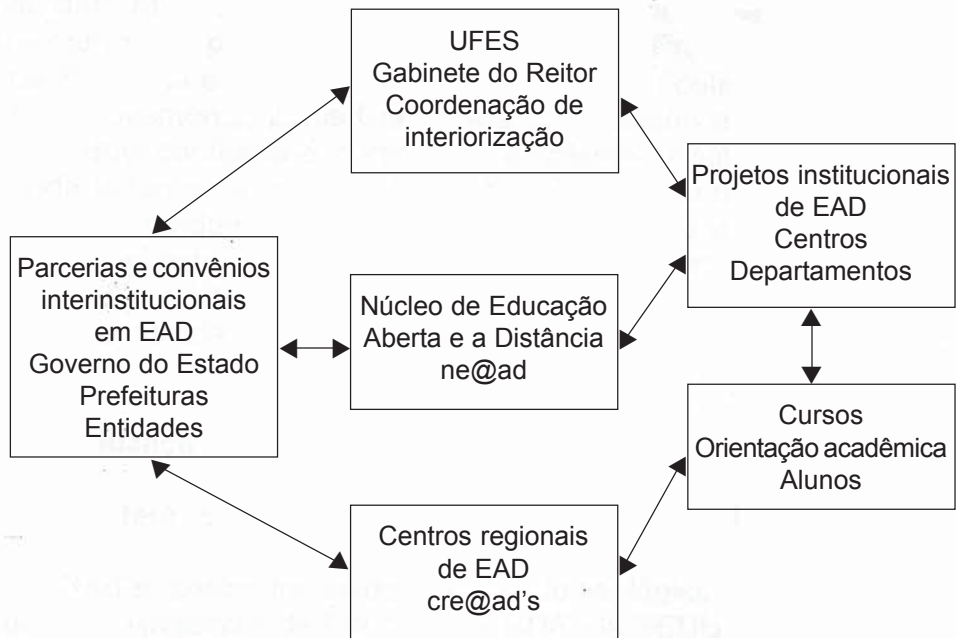 UFES
Gabinete do Reitor
Coordenação de
interiorização
Projetos institucionais
de EAD
Centros
Departamentos
Parcerias e convênios
interinstitucionais
em EAD
Governo do Estado
Prefeituras
Entidades
Núcleo de Educação
Aberta e a Distância
ne@ad
Cursos
Orientação acadêmica
Alunos
Centros regionais
de EAD
cre@ad's